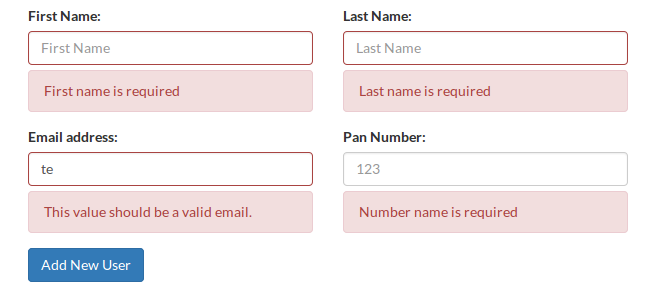 First Name:
Last Name:
First Name
Last Name
First name is required
Last name is required
Email address:
Pan Number:
te
123
This value should be a valid email.
Number name is required
Add New User